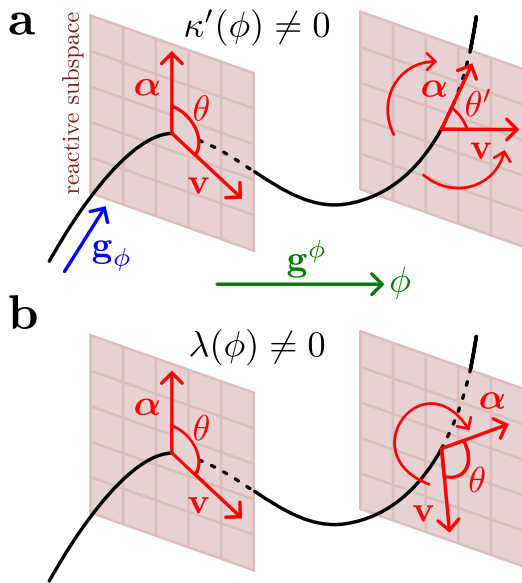 a
κ′(ϕ) ≠ 0
reactive subspace
α
θ
v
α
θ′
v
g_ϕ
g^ϕ
ϕ
b
λ(ϕ) ≠ 0
α
θ
v
α
θ
v